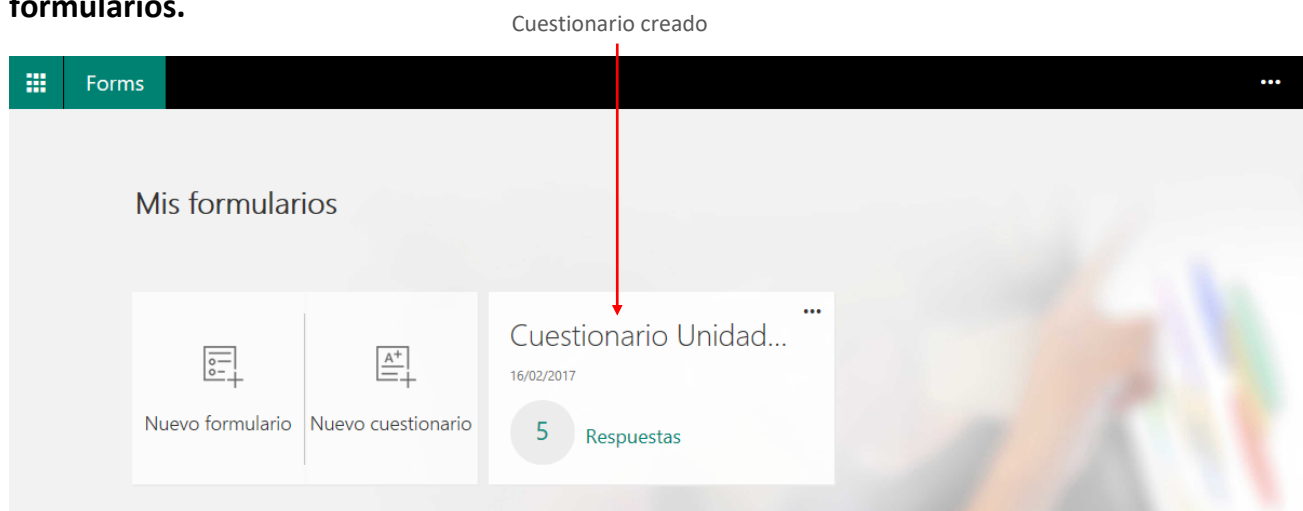 formularios.
Cuestionario creado
Forms
...
Mis formularios
...
Cuestionario Unidad...
16/02/2017
A+
Nuevo formulario
Nuevo cuestionario
5 Respuestas